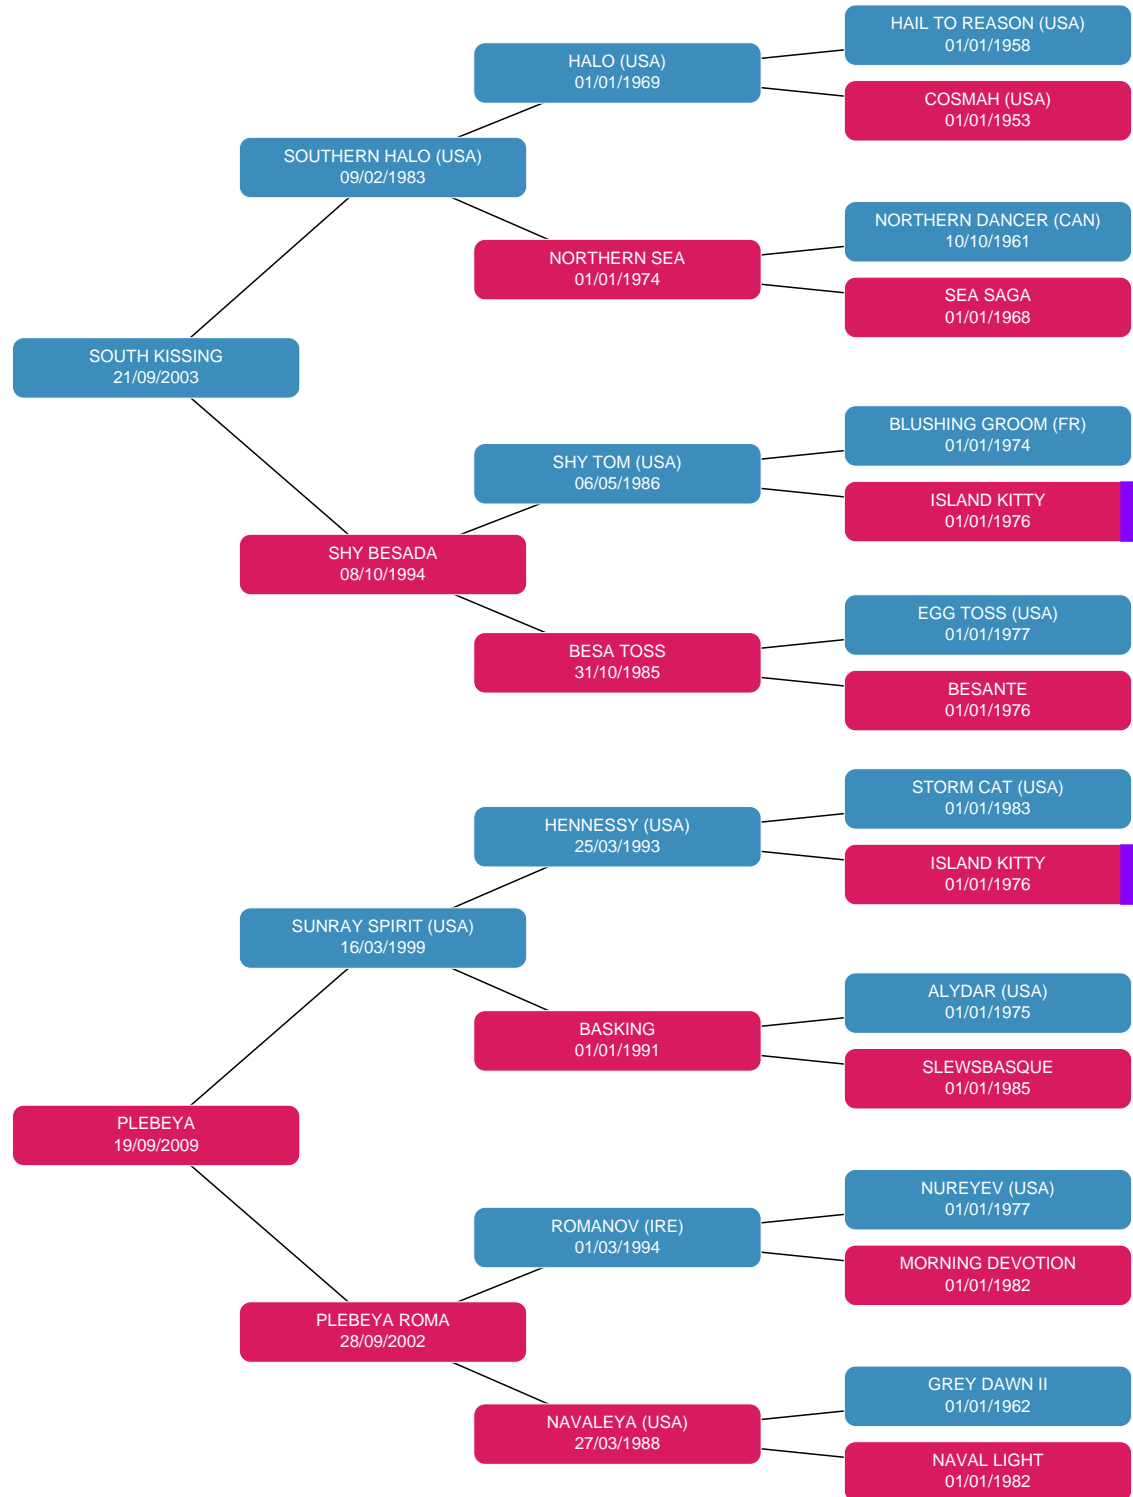 HAIL TO REASON (USA)
01/01/1958
HALO (USA)
01/01/1969
COSMAH (USA)
01/01/1953
SOUTHERN HALO (USA)
09/02/1983
NORTHERN DANCER (CAN)
10/10/1961
NORTHERN SEA
01/01/1974
SEA SAGA
01/01/1968
SOUTH KISSING
21/09/2003
BLUSHING GROOM (FR)
01/01/1974
SHY TOM (USA)
06/05/1986
ISLAND KITTY
01/01/1976
SHY BESADA
08/10/1994
EGG TOSS (USA)
01/01/1977
BESA TOSS
31/10/1985
BESANTE
01/01/1976
STORM CAT (USA)
01/01/1983
HENNESSY (USA)
25/03/1993
ISLAND KITTY
01/01/1976
SUNRAY SPIRIT (USA)
16/03/1999
ALYDAR (USA)
01/01/1975
BASKING
01/01/1991
SLEWSBASQUE
01/01/1985
PLEBEYA
19/09/2009
NUREYEV (USA)
01/01/1977
ROMANOV (IRE)
01/03/1994
MORNING DEVOTION
01/01/1982
PLEBEYA ROMA
28/09/2002
GREY DAWN II
01/01/1962
NAVALEYA (USA)
27/03/1988
NAVAL LIGHT
01/01/1982